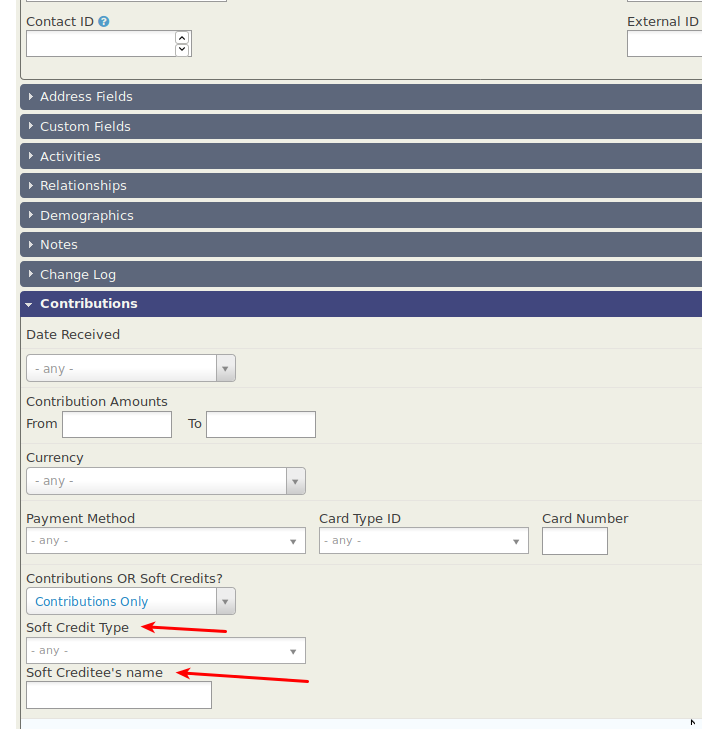 Contact ID
External ID
Address Fields
Custom Fields
Activities
Relationships
Demographics
Notes
Change Log
Contributions
Date Received
- any -
Contribution Amounts
From To
Currency
- any -
Payment Method Card Type ID Card Number
- any - - any -
Contributions OR Soft Credits?
Contributions Only
Soft Credit Type
- any -
Soft Creditee's name